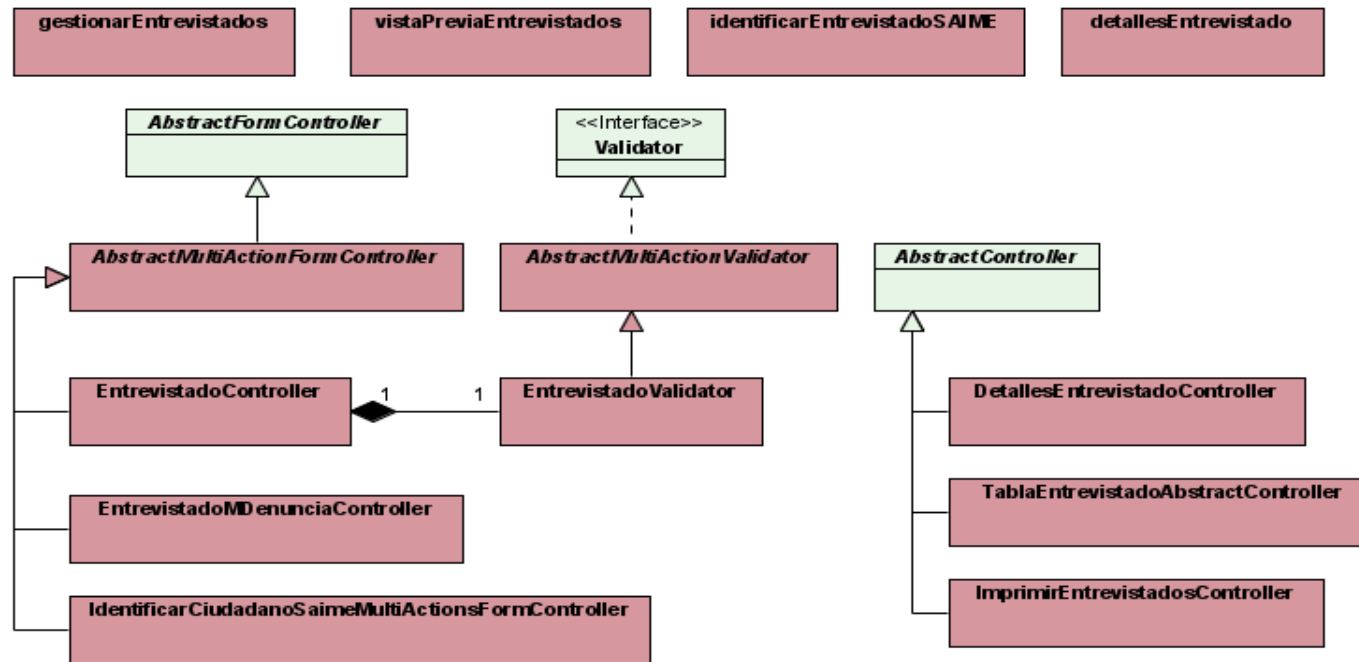 gestionarEntrevistados
vistaPreviaEntrevistados
identificarEntrevistadoSAIME
detallesEntrevistado
AbstractFormController
<<Interface>>
Validator
AbstractMultiActionFormController
AbstractMultiActionValidator
AbstractController
EntrevistadoController
1
1
EntrevistadoValidator
DetallesEntrevistadoController
EntrevistadoMDenunciaController
TablaEntrevistadoAbstractController
IdentificarCiudadanoSaimeMultiActionsFormController
ImprimirEntrevistadosController